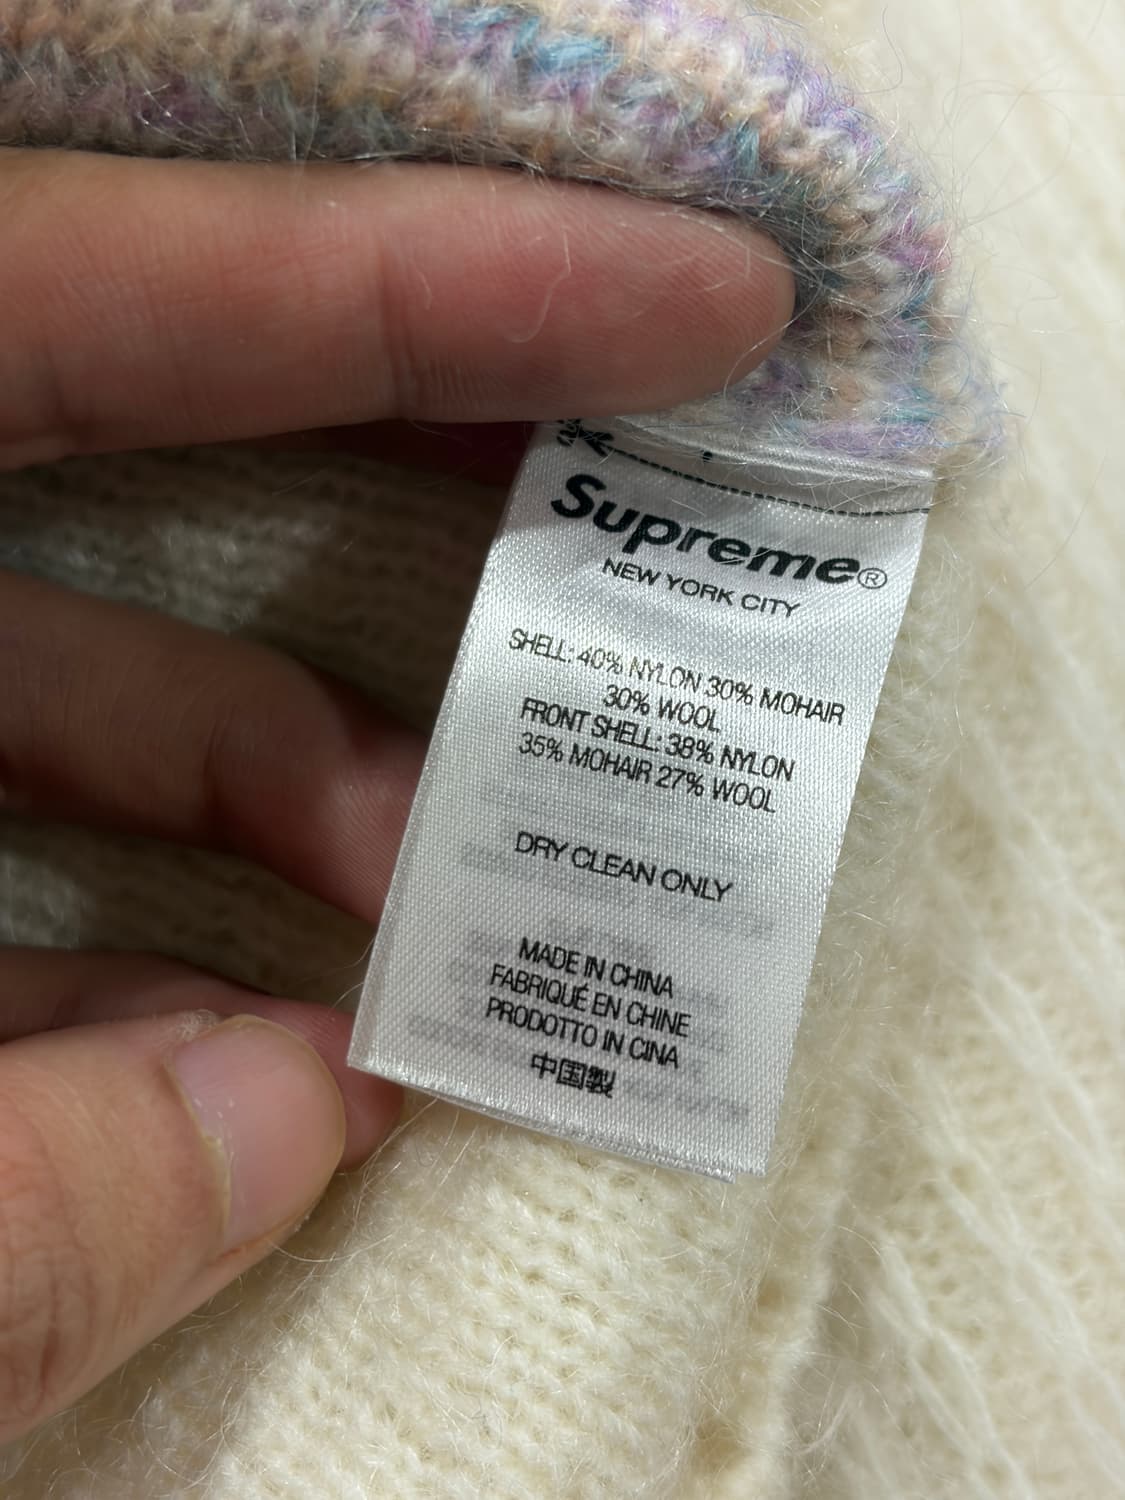 Supreme®
NEW YORK CITY
SHELL: 40% NYLON 30% MOHAIR
30% WOOL
FRONT SHELL: 38% NYLON
35% MOHAIR 27% WOOL
DRY CLEAN ONLY
MADE IN CHINA
FABRIQUÉ EN CHINE
PRODOTTO IN CINA
中国製